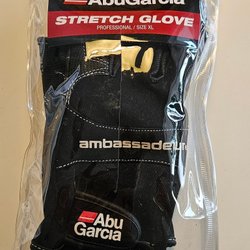 AbuGarcia
STRETCH GLOVE
PROFESSIONAL / SIZE XL
ambassadeur
Abu
Garcia